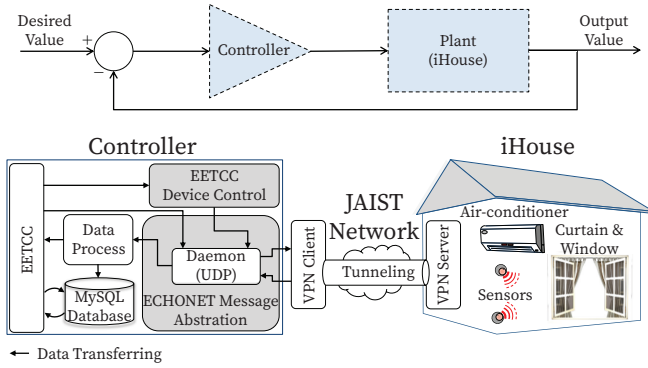 Desired
Value
+
−
Controller
Plant
(iHouse)
Output
Value
Controller
iHouse
EETCC
EETCC
Device Control
Data
Process
MySQL
Database
Daemon
(UDP)
ECHONET Message
Abstration
VPN Client
JAIST
Network
Tunneling
VPN Server
Air-conditioner
Curtain &
Window
Sensors
Data Transferring